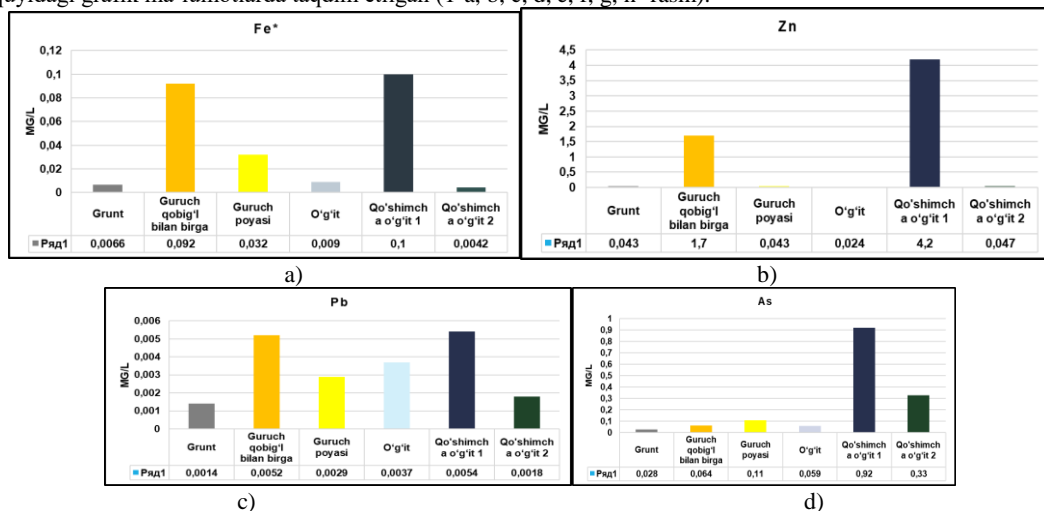 quyidagi grafik ma'lumotlarda taqdim etilgan (1-a, b, c, d, e, f, g, h- rasm).
Fe*
MG/L
0,12
0,1
0,08
0,06
0,04
0,02
0
Grunt
Guruch
qobig'I
bilan birga
Guruch
poyasi
O'g'it
Qo'shimch
a o'g'it 1
Qo'shimch
a o'g'it 2
Ряд1 0,0066 0,092 0,032 0,009 0,1 0,0042
a)
Zn
MG/L
4,5
4
3,5
3
2,5
2
1,5
1
0,5
0
Grunt
Guruch
qobig'I
bilan birga
Guruch
poyasi
O'g'it
Qo'shimch
a o'g'it 1
Qo'shimch
a o'g'it 2
Ряд1 0,043 1,7 0,043 0,024 4,2 0,047
b)
Pb
MG/L
0,006
0,005
0,004
0,003
0,002
0,001
0
Grunt
Guruch
qobig'I
bilan birga
Guruch
poyasi
O'g'it
Qo'shimch
a o'g'it 1
Qo'shimch
a o'g'it 2
Ряд1 0,0014 0,0052 0,0029 0,0037 0,0054 0,0018
c)
As
MG/L
1
0,9
0,8
0,7
0,6
0,5
0,4
0,3
0,2
0,1
0
Grunt
Guruch
qobig'I
bilan birga
Guruch
poyasi
O'g'it
Qo'shimch
a o'g'it 1
Qo'shimch
a o'g'it 2
Ряд1 0,028 0,064 0,11 0,059 0,92 0,33
d)